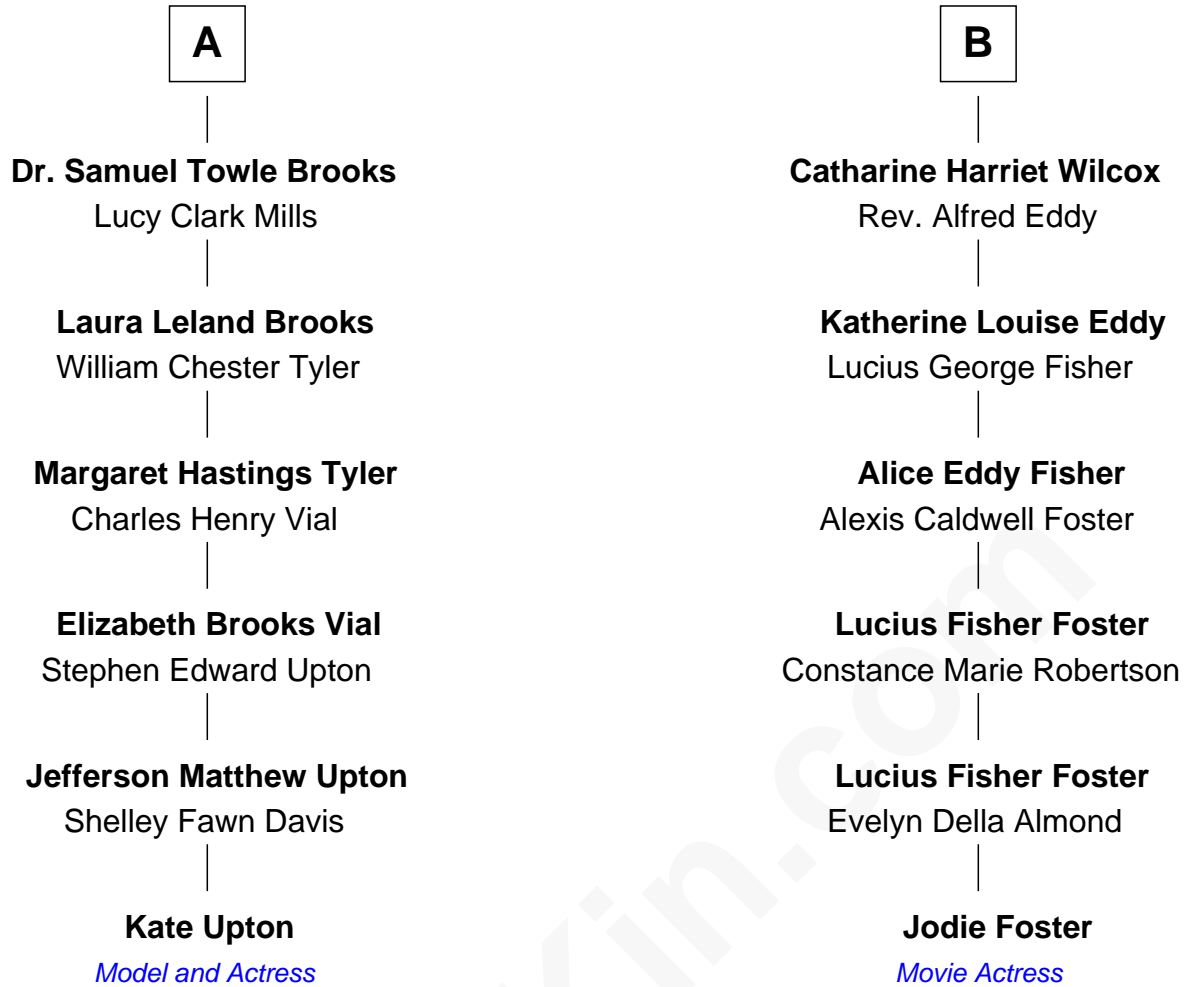 A
Dr. Samuel Towle Brooks
Lucy Clark Mills
Laura Leland Brooks
William Chester Tyler
Margaret Hastings Tyler
Charles Henry Vial
Elizabeth Brooks Vial
Stephen Edward Upton
Jefferson Matthew Upton
Shelley Fawn Davis
Kate Upton
Model and Actress
B
Catharine Harriet Wilcox
Rev. Alfred Eddy
Katherine Louise Eddy
Lucius George Fisher
Alice Eddy Fisher
Alexis Caldwell Foster
Lucius Fisher Foster
Constance Marie Robertson
Lucius Fisher Foster
Evelyn Della Almond
Jodie Foster
Movie Actress